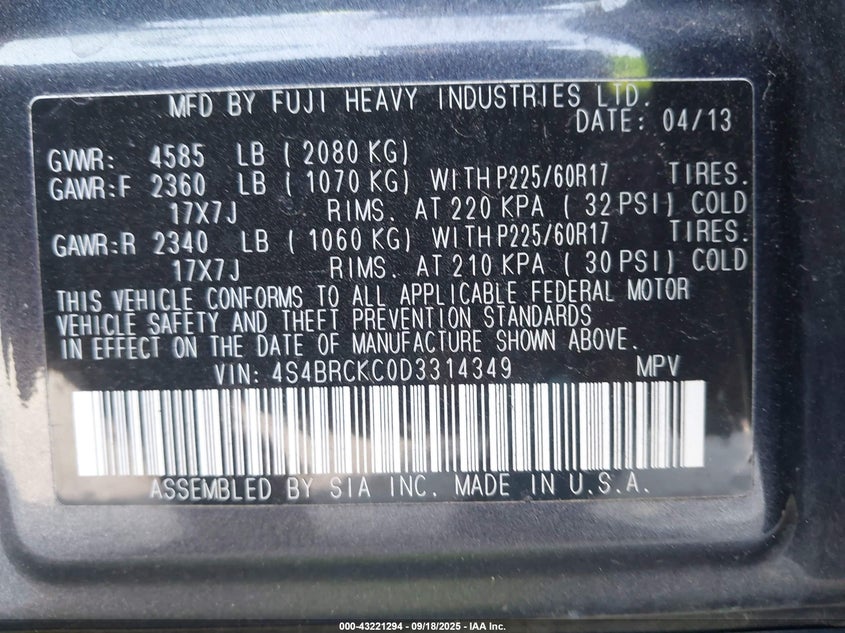 MFD BY FUJI HEAVY INDUSTRIES LTD.
DATE: 04/13
GVWR: 4585 LB ( 2080 KG)
GAWR:F 2360 LB ( 1070 KG) WITH P225/60R17 TIRES.
17X7J RIMS. AT 220 KPA ( 32 PSI) COLD
GAWR:R 2340 LB ( 1060 KG) WITH P225/60R17 TIRES.
17X7J RIMS. AT 210 KPA ( 30 PSI) COLD
THIS VEHICLE CONFORMS TO ALL APPLICABLE FEDERAL MOTOR
VEHICLE SAFETY AND THEFT PREVENTION STANDARDS
IN EFFECT ON THE DATE OF MANUFACTURE SHOWN ABOVE.
VIN: 4S4BRCKC0D3314349 MPV
ASSEMBLED BY SIA INC. MADE IN U.S.A.
000-43221294 - 09/18/2025 - IAA Inc.